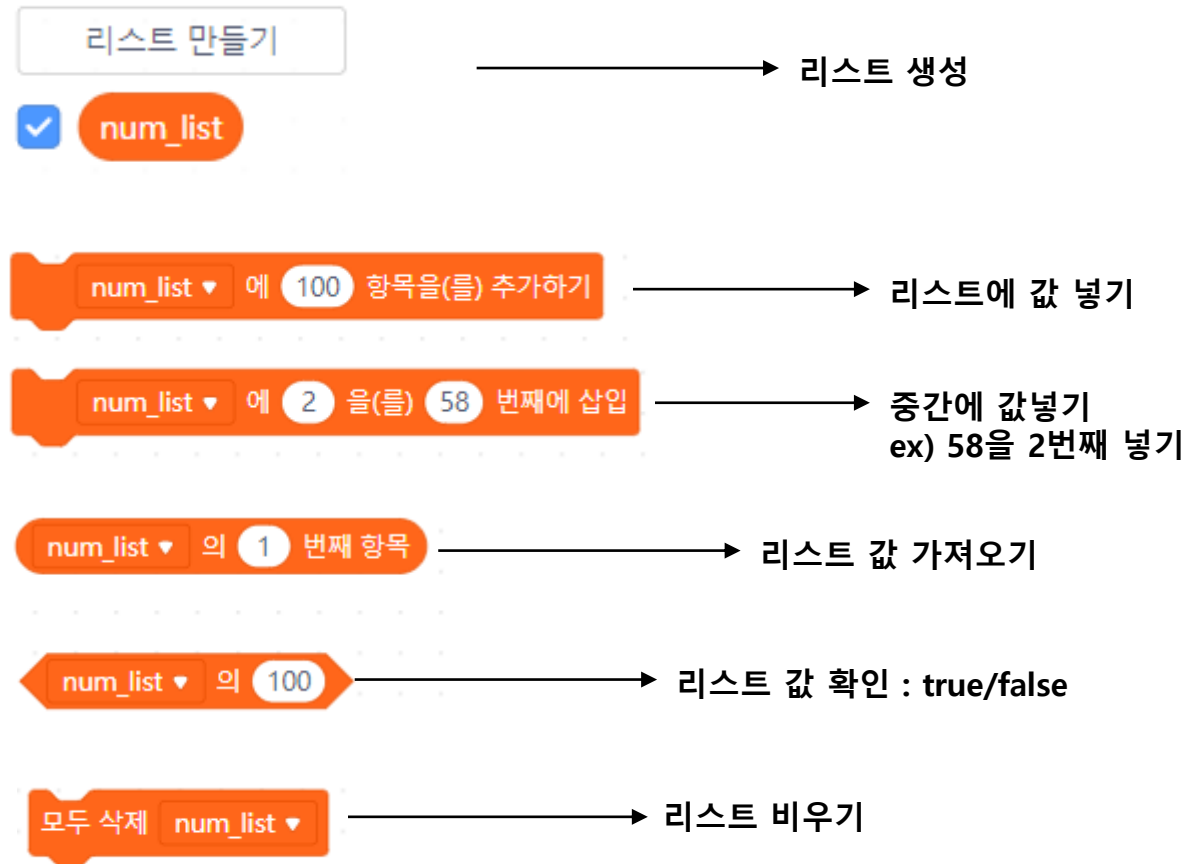 리스트 만들기
리스트 생성
num_list
num_list 에 100 항목을(를) 추가하기
리스트에 값 넣기
num_list 에 2 을(를) 58 번째에 삽입
중간에 값넣기
ex) 58을 2번째 넣기
num_list 의 1 번째 항목
리스트 값 가져오기
num_list 의 100
리스트 값 확인 : true/false
모두 삭제 num_list
리스트 비우기